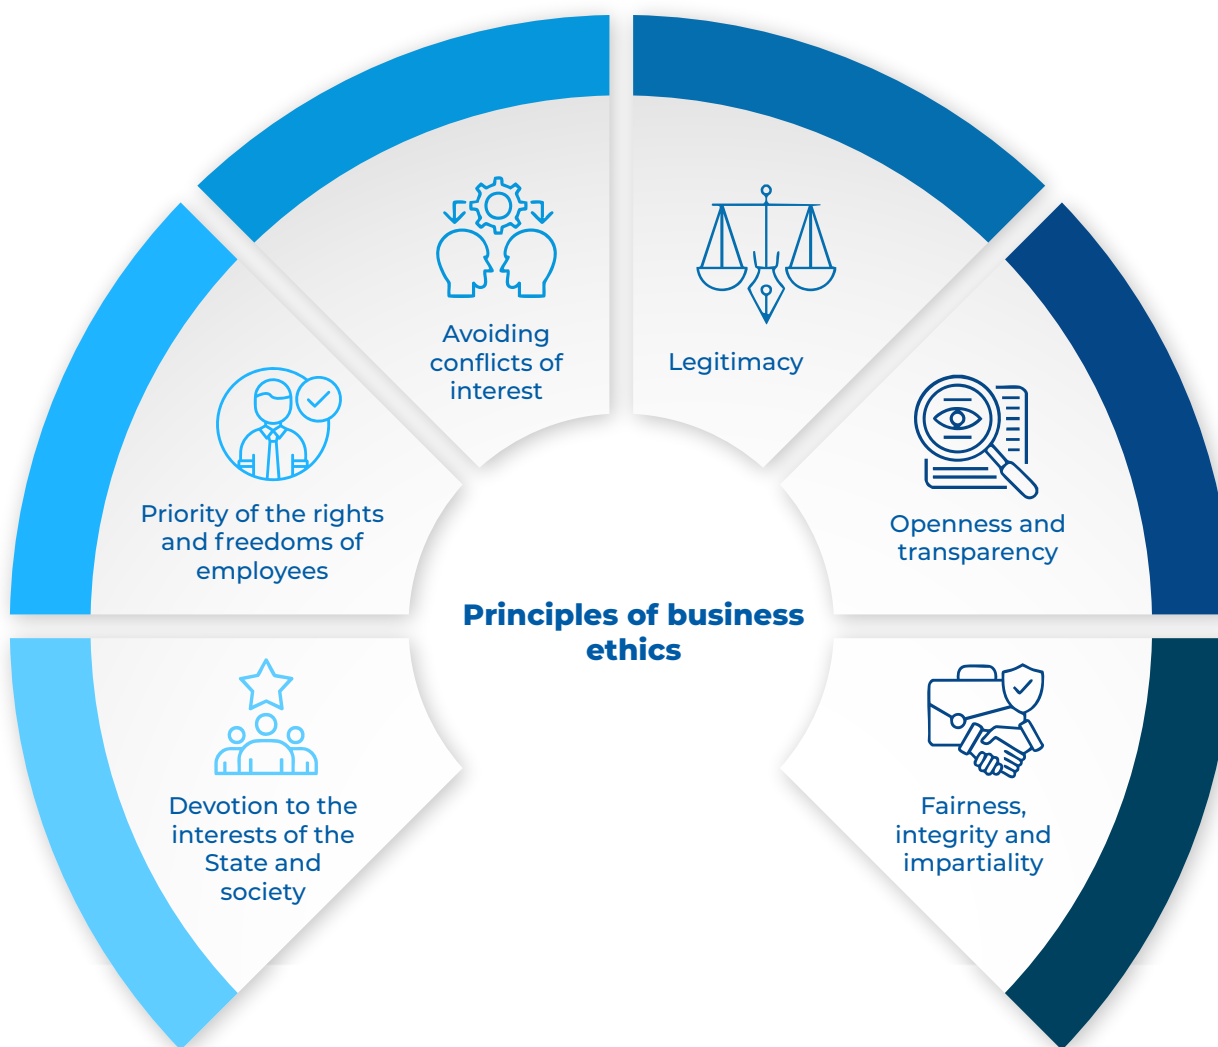 Avoiding
conflicts of
interest
Legitimacy
Priority of the rights
and freedoms of
employees
Openness and
transparency
Principles of business
ethics
Devotion to the
interests of the
State and
society
Fairness,
integrity and
impartiality